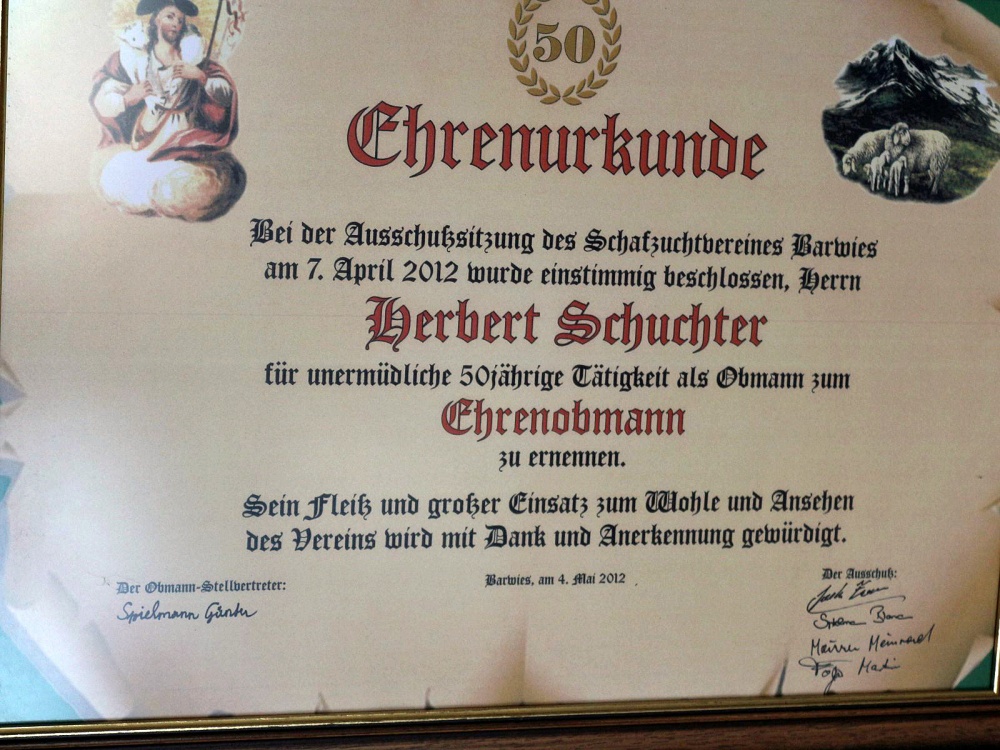 50
Ehrenurkunde
Bei der Ausschußsitzung des Schafzuchtvereines Barwies
am 7. April 2012 wurde einstimmig beschlossen, Herrn
Herbert Schuchter
für unermüdliche 50jährige Tätigkeit als Obmann zum
Ehrenobmann
zu ernennen.
Sein Fleiß und großer Einsatz zum Wohle und Ansehen
des Vereins wird mit Dank und Anerkennung gewürdigt.
Der Obmann-Stellvertreter:
Spielmann Günter
Barwies, am 4. Mai 2012
Der Ausschuß:
Meinrad
Martin